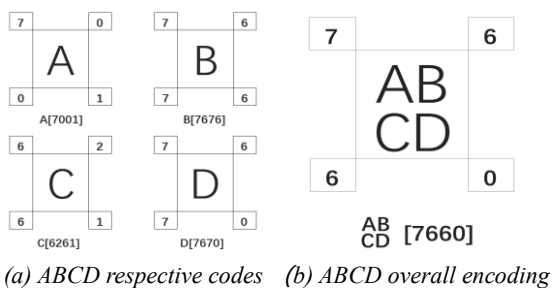 7 0 7 6
A B
0 1 7 6
A[7001] B[7676]
6 2 7 6
C D
6 1 7 0
C[6261] D[7670]
7 6
AB
CD
6 0
AB
CD [7660]
(a) ABCD respective codes (b) ABCD overall encoding